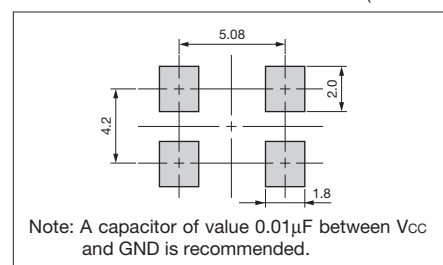 5.08
4.2
2.0
1.8
Note: A capacitor of value 0.01µF between Vcc
and GND is recommended.